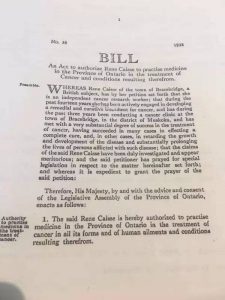 1
No. 36 1938
BILL
An Act to authorize Rene Caisse to practise medicine
in the Province of Ontario in the treatment of
Cancer and conditions resulting therefrom.
Preamble.
WHEREAS Rene Caisse of the town of Bracebridge, a
British subject, has by her petition set forth that she
is an independent cancer research worker; that during the
past fourteen years having been actively engaged in developing
a remedial and curative treatment for cancer, and has during
the past three years been conducting a cancer clinic at the
town of Bracebridge, in the district of Muskoka, and has
met with a very substantial degree of success in the treatment
of cancer, having succeeded in many cases in effecting a
complete cure, and, in other cases, in retarding the growth
and development of the disease and substantially prolonging
the lives of persons afflicted with such disease; that the claims
of the said Rene Caisse have been duly investigated and appear
meritorious; and the said petitioner has prayed for special
legislation in respect to the matter hereinafter set forth;
and whereas it is expedient to grant the prayer of the
said petition:
Therefore, His Majesty, by and with the advice and consent
of the Legislative Assembly of the Province of Ontario,
enacts as follows:
Authority
to practise
in the treat-
ment of
cancer.
1. The said Rene Caisse is hereby authorized to practise
medicine in the Province of Ontario in the treatment of
cancer in all its forms and of human ailments and conditions
resulting therefrom.